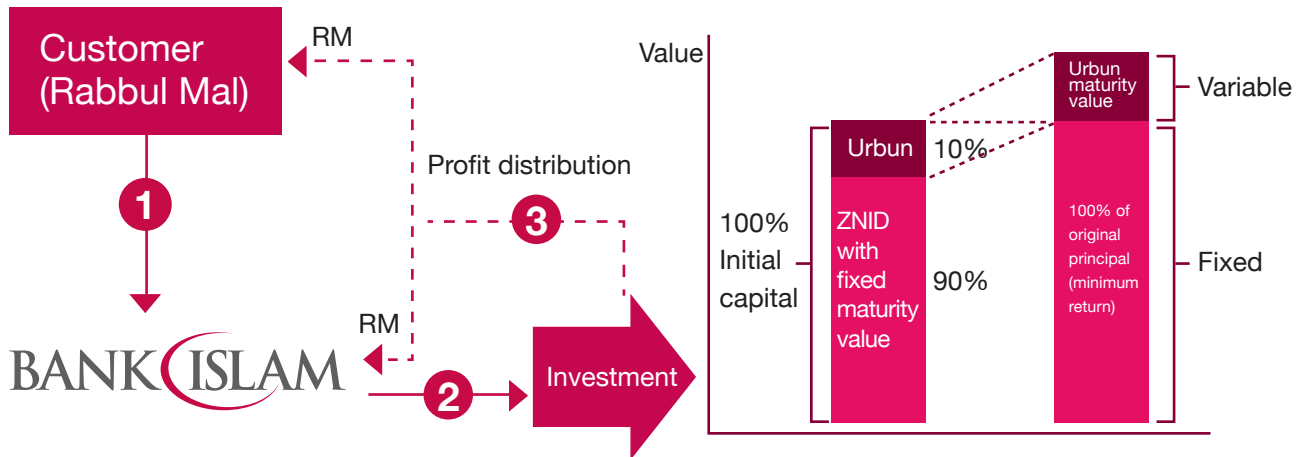 Customer
(Rabbul Mal)
RM
1
Profit distribution
3
RM
BANK ISLAM
2
Investment
Value
100%
Initial
capital
Urbun
10%
ZNID
with
fixed
maturity
value
90%
Urbun
maturity
value
Variable
100% of
original
principal
(minimum
return)
Fixed